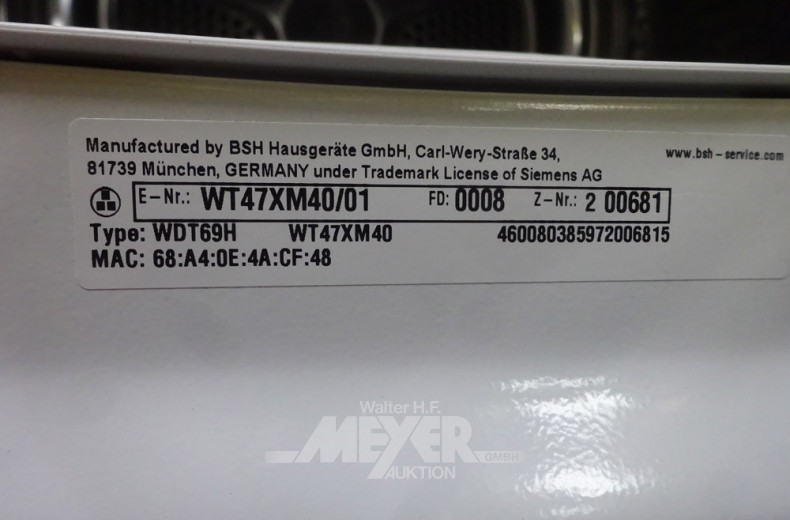 Manufactured by BSH Hausgeräte GmbH, Carl-Wery-Straße 34,
www.bsh-service.com
81739 München, GERMANY under Trademark License of Siemens AG
E-Nr.: WT47XM40/01 FD: 0008 Z-Nr.: 2 00681
Type: WDT69H WT47XM40 460080385972006815
MAC: 68:A4:0E:4A:CF:48
Walter H.F.
MEYER
GMBH
AUKTION